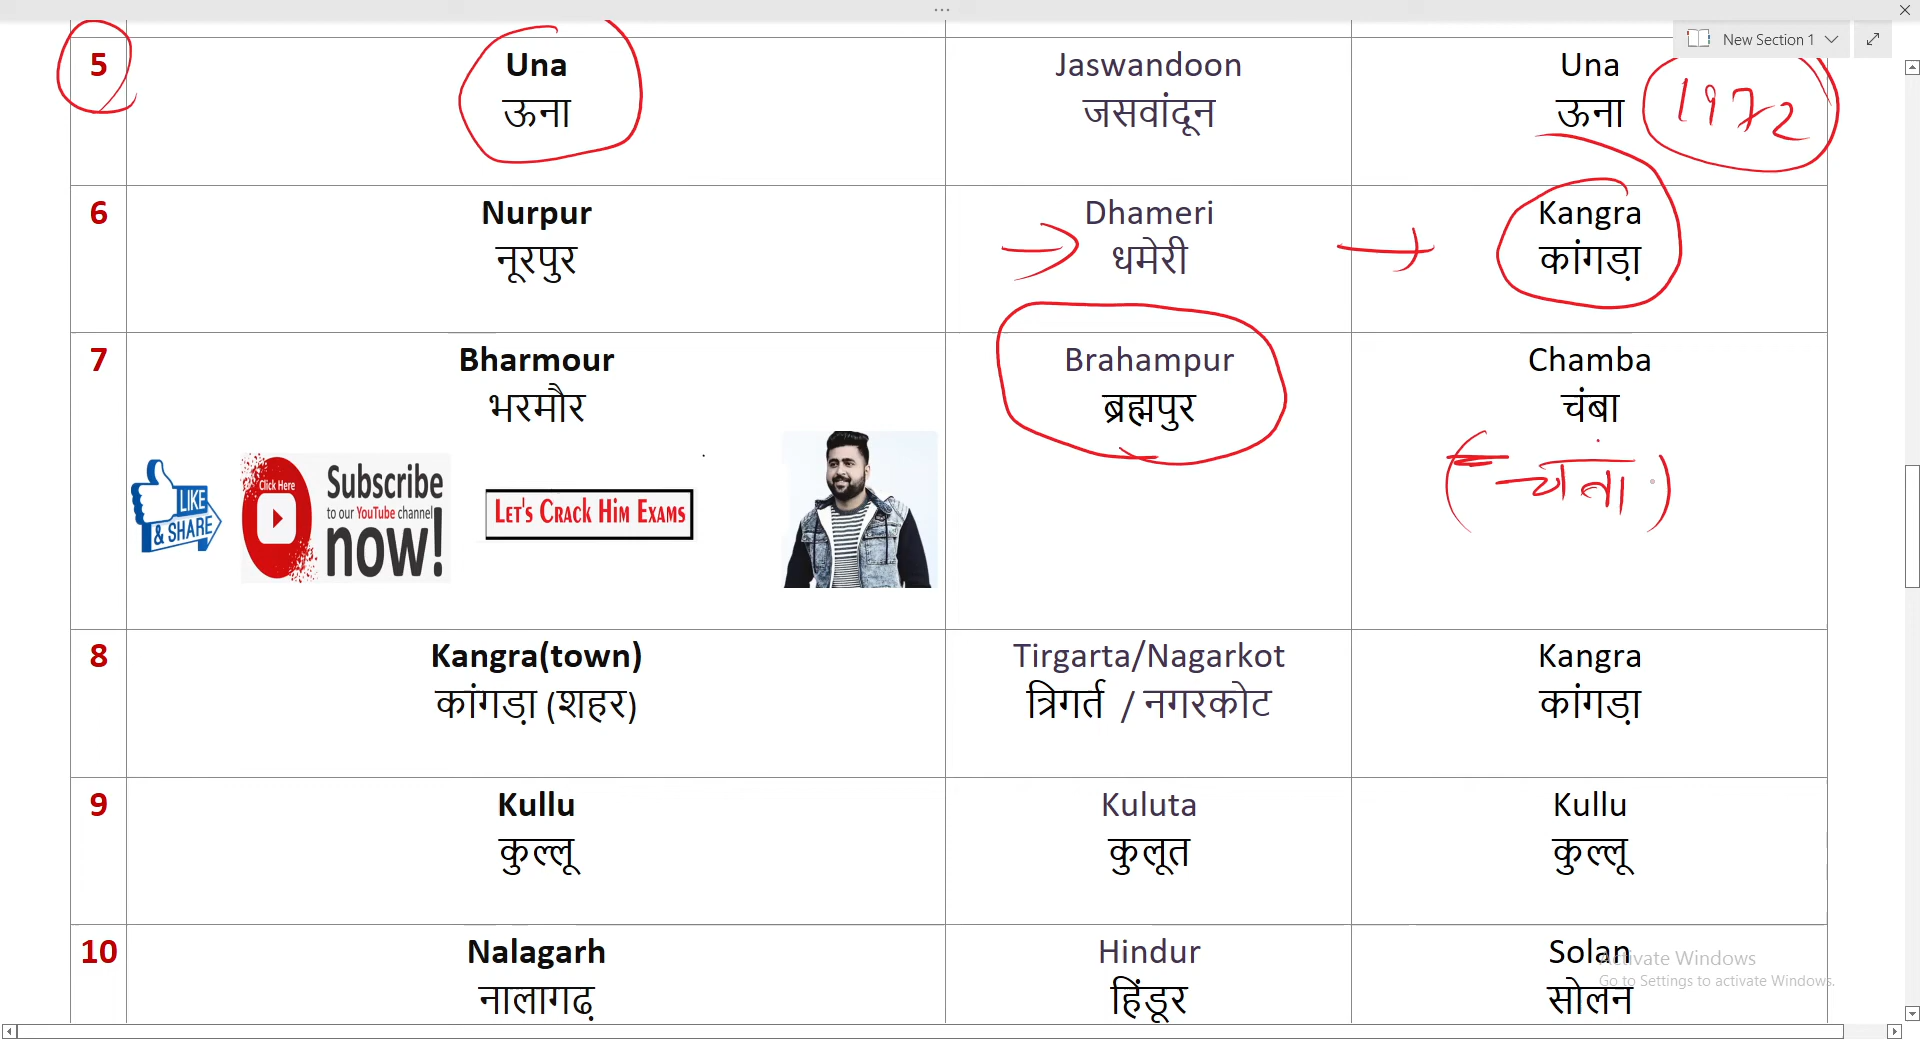 New Section 1
5 Una Jaswandoon Una
ऊना जसवांदून ऊना 1972
6 Nurpur Dhameri Kangra
नूरपुर धमेरी कांगड़ा
7 Bharmour Brahampur Chamba
भरमौर ब्रह्मपुर चंबा
LIKE
& SHARE
Click Here
Subscribe
to our YouTube channel
now!
LET'S CRACK HIM EXAMS
8 Kangra(town) Tirgarta/Nagarkot Kangra
कांगड़ा (शहर) त्रिगर्त / नगरकोट कांगड़ा
9 Kullu Kuluta Kullu
कुल्लू कुलूत कुल्लू
10 Nalagarh Hindur Solan
नालागढ़ हिंडूर सोलन
Activate Windows
Go to Settings to activate Windows.